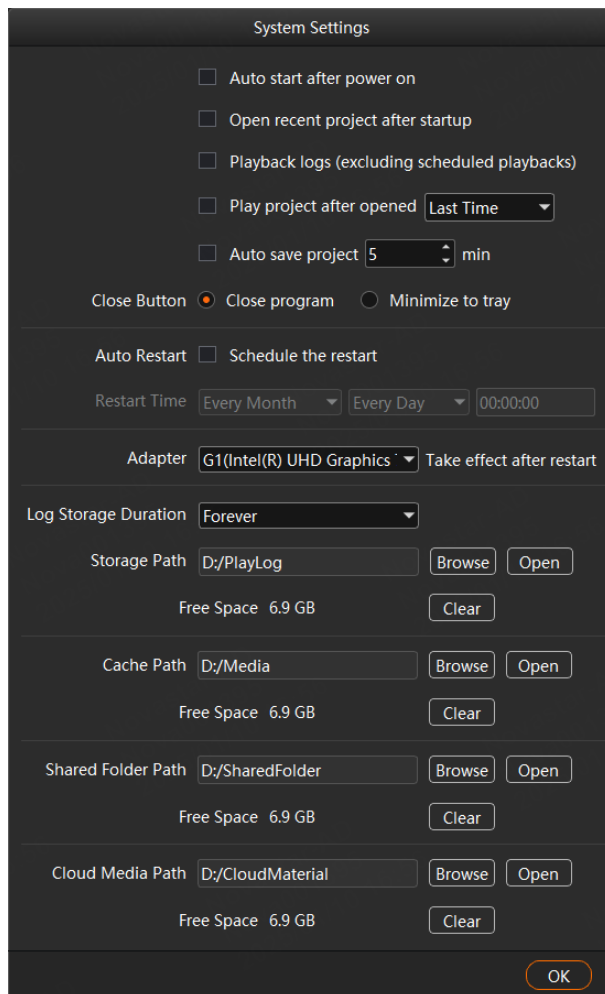 System Settings
Auto start after power on
Open recent project after startup
Playback logs (excluding scheduled playbacks)
Play project after opened Last Time
Auto save project 5 min
Close Button Close program Minimize to tray
Auto Restart Schedule the restart
Restart Time Every Month Every Day 00:00:00
Adapter G1(Intel(R) UHD Graphics Take effect after restart
Log Storage Duration Forever
Storage Path D:/PlayLog Browse Open
Free Space 6.9 GB Clear
Cache Path D:/Media Browse Open
Free Space 6.9 GB Clear
Shared Folder Path D:/SharedFolder Browse Open
Free Space 6.9 GB Clear
Cloud Media Path D:/CloudMaterial Browse Open
Free Space 6.9 GB Clear
OK